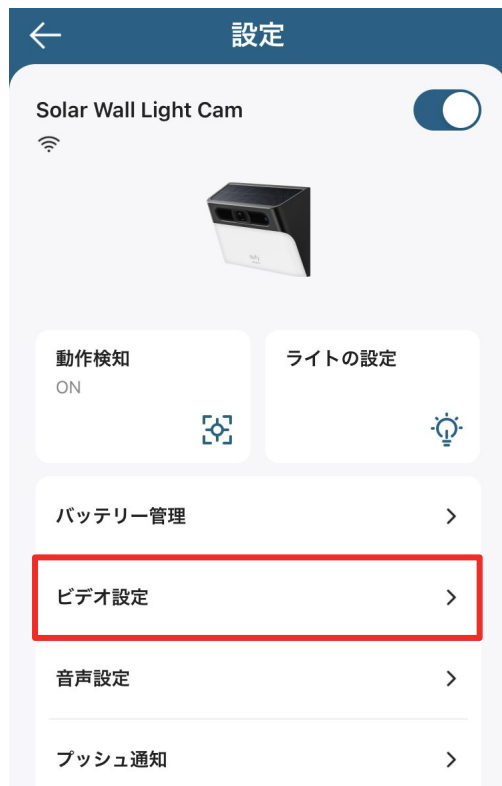 設定
Solar Wall Light Cam
動作検知
ON
ライトの設定
バッテリー管理
ビデオ設定
音声設定
プッシュ通知